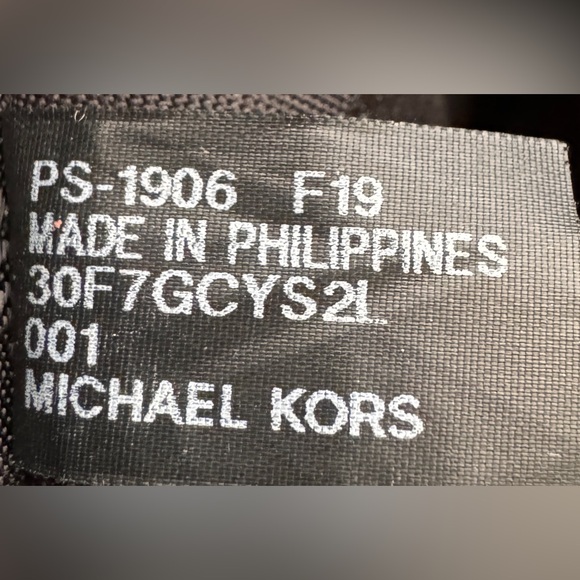 PS-1906 F19
MADE IN PHILIPPINES
30F7GCYS2L
001
MICHAEL KORS